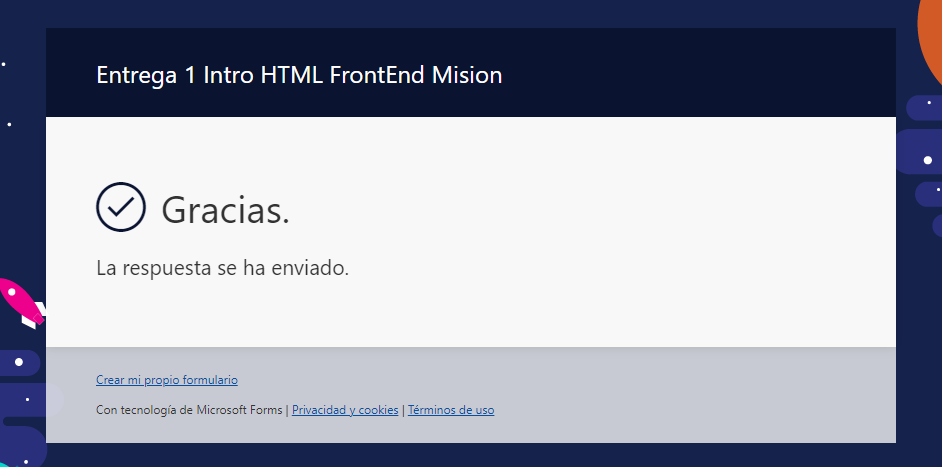 Entrega 1 Intro HTML FrontEnd Mision
Gracias.
La respuesta se ha enviado.
Crear mi propio formulario
Con tecnología de Microsoft Forms | Privacidad y cookies | Términos de uso